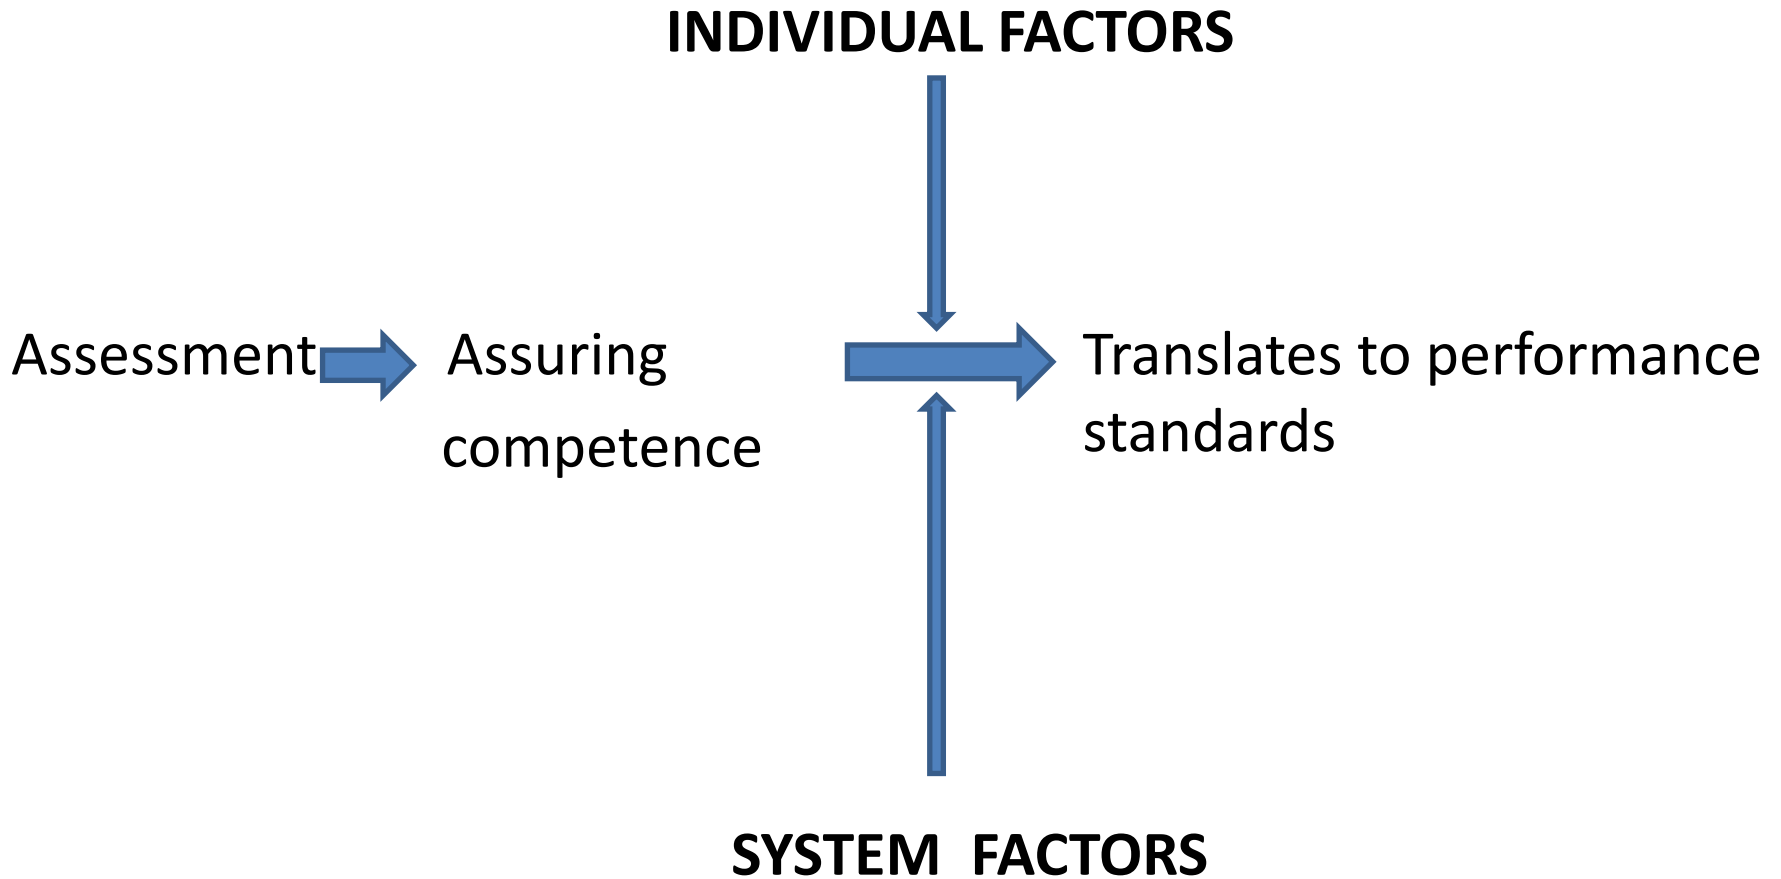 INDIVIDUAL FACTORS
Assessment
Assuring
competence
Translates to performance
standards
SYSTEM FACTORS